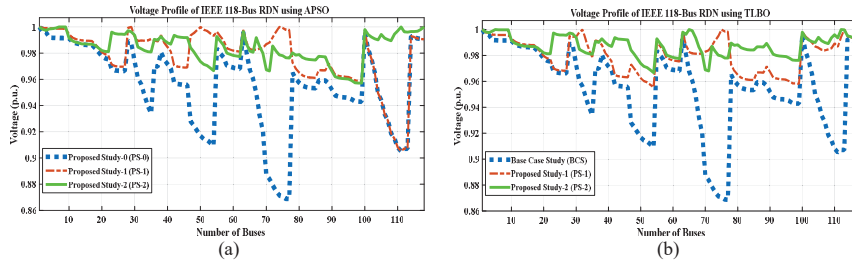 Voltage Profile of IEEE 118-Bus RDN using APSO
Voltage (p.u.)
1
0.98
0.96
0.94
0.92
0.9
0.88
0.86
Proposed Study-0 (PS-0)
Proposed Study-1 (PS-1)
Proposed Study-2 (PS-2)
10 20 30 40 50 60 70 80 90 100 110
Number of Buses
(a)
Voltage Profile of IEEE 118-Bus RDN using TLBO
Voltage (p.u.)
1
0.98
0.96
0.94
0.92
0.9
0.88
0.86
Base Case Study (BCS)
Proposed Study-1 (PS-1)
Proposed Study-2 (PS-2)
10 20 30 40 50 60 70 80 90 100 110
Number of Buses
(b)